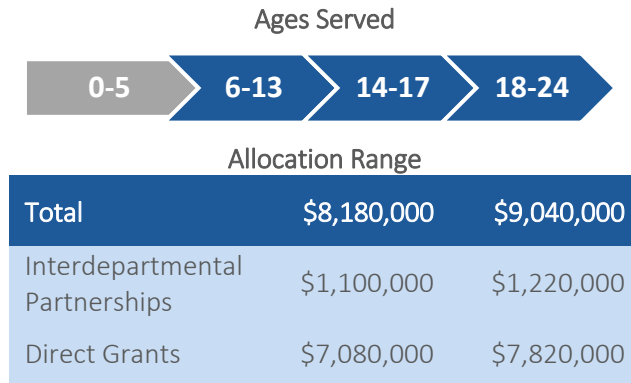 Ages Served
0-5 6-13 14-17 18-24
Allocation Range
Total $8,180,000 $9,040,000
Interdepartmental
Partnerships $1,100,000 $1,220,000
Direct Grants $7,080,000 $7,820,000